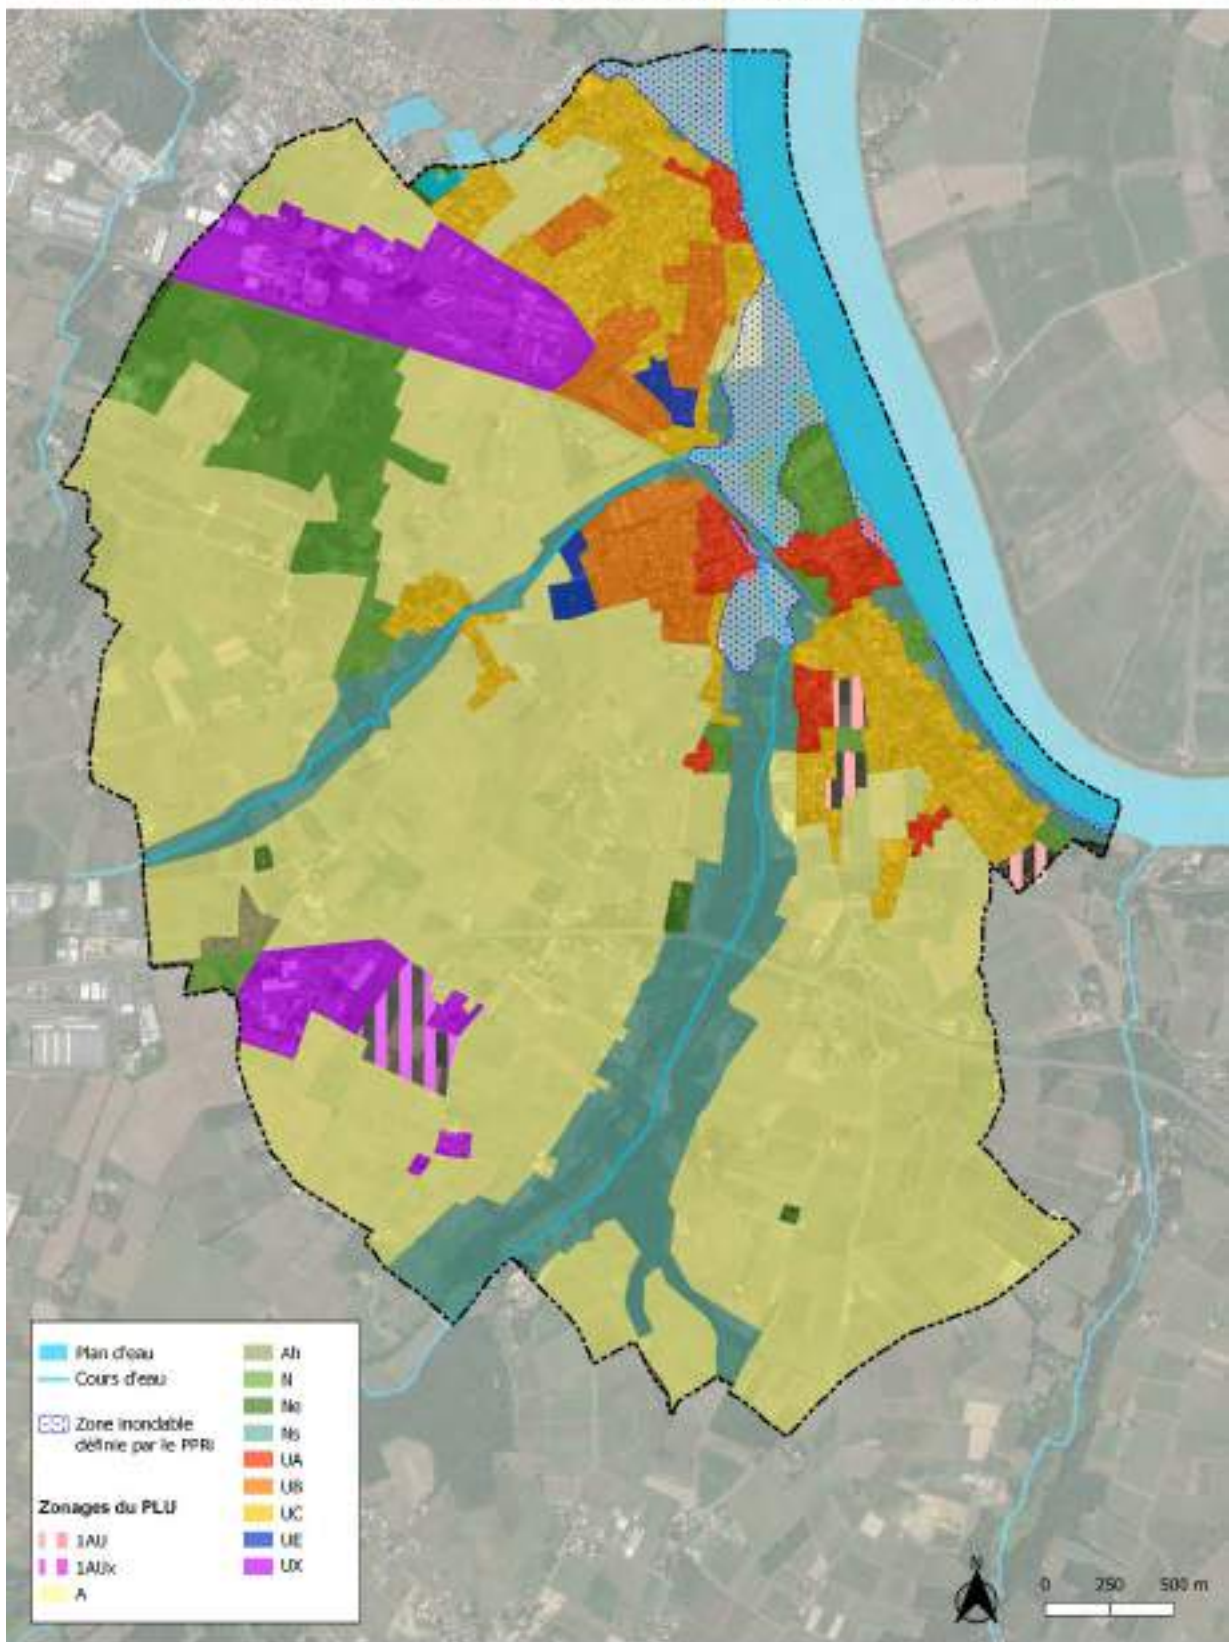 Plan d'eau
Cours d'eau
Zone inondable
définie par le PPRI
Zonages du PLU
1AU
1AUx
A
Ah
N
Ne
Ns
UA
UB
UC
UE
UX
N
0 250 500 m